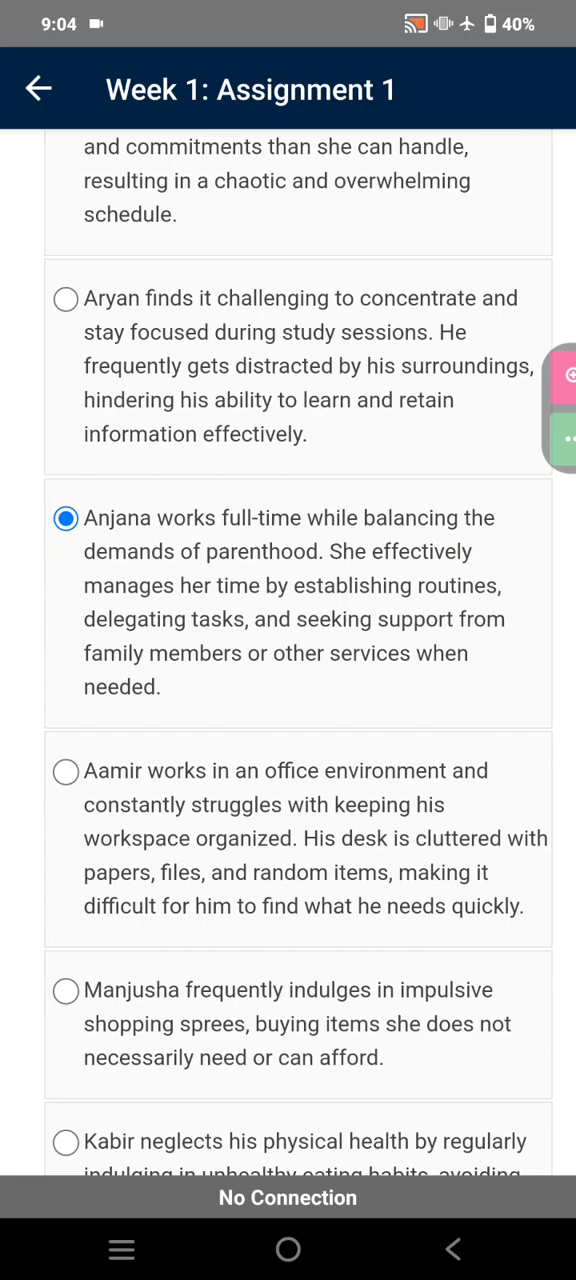 9:04
40%
Week 1: Assignment 1
and commitments than she can handle,
resulting in a chaotic and overwhelming
schedule.
Aryan finds it challenging to concentrate and
stay focused during study sessions. He
frequently gets distracted by his surroundings,
hindering his ability to learn and retain
information effectively.
Anjana works full-time while balancing the
demands of parenthood. She effectively
manages her time by establishing routines,
delegating tasks, and seeking support from
family members or other services when
needed.
Aamir works in an office environment and
constantly struggles with keeping his
workspace organized. His desk is cluttered with
papers, files, and random items, making it
difficult for him to find what he needs quickly.
Manjusha frequently indulges in impulsive
shopping sprees, buying items she does not
necessarily need or can afford.
Kabir neglects his physical health by regularly
indulging in unhealthy eating habits, avoiding
No Connection